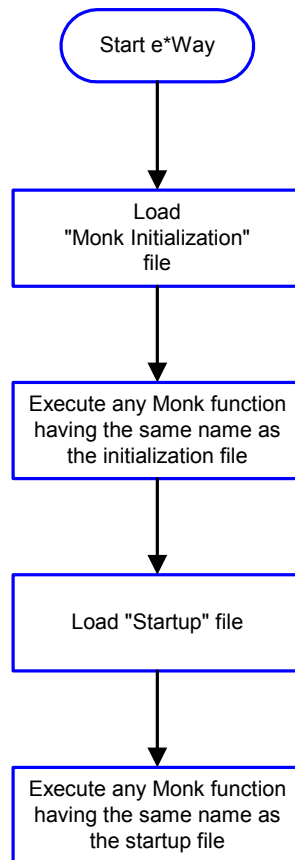 Start e*Way
Load
"Monk Initialization"
file
Execute any Monk function
having the same name as
the initialization file
Load "Startup" file
Execute any Monk function
having the same name as
the startup file